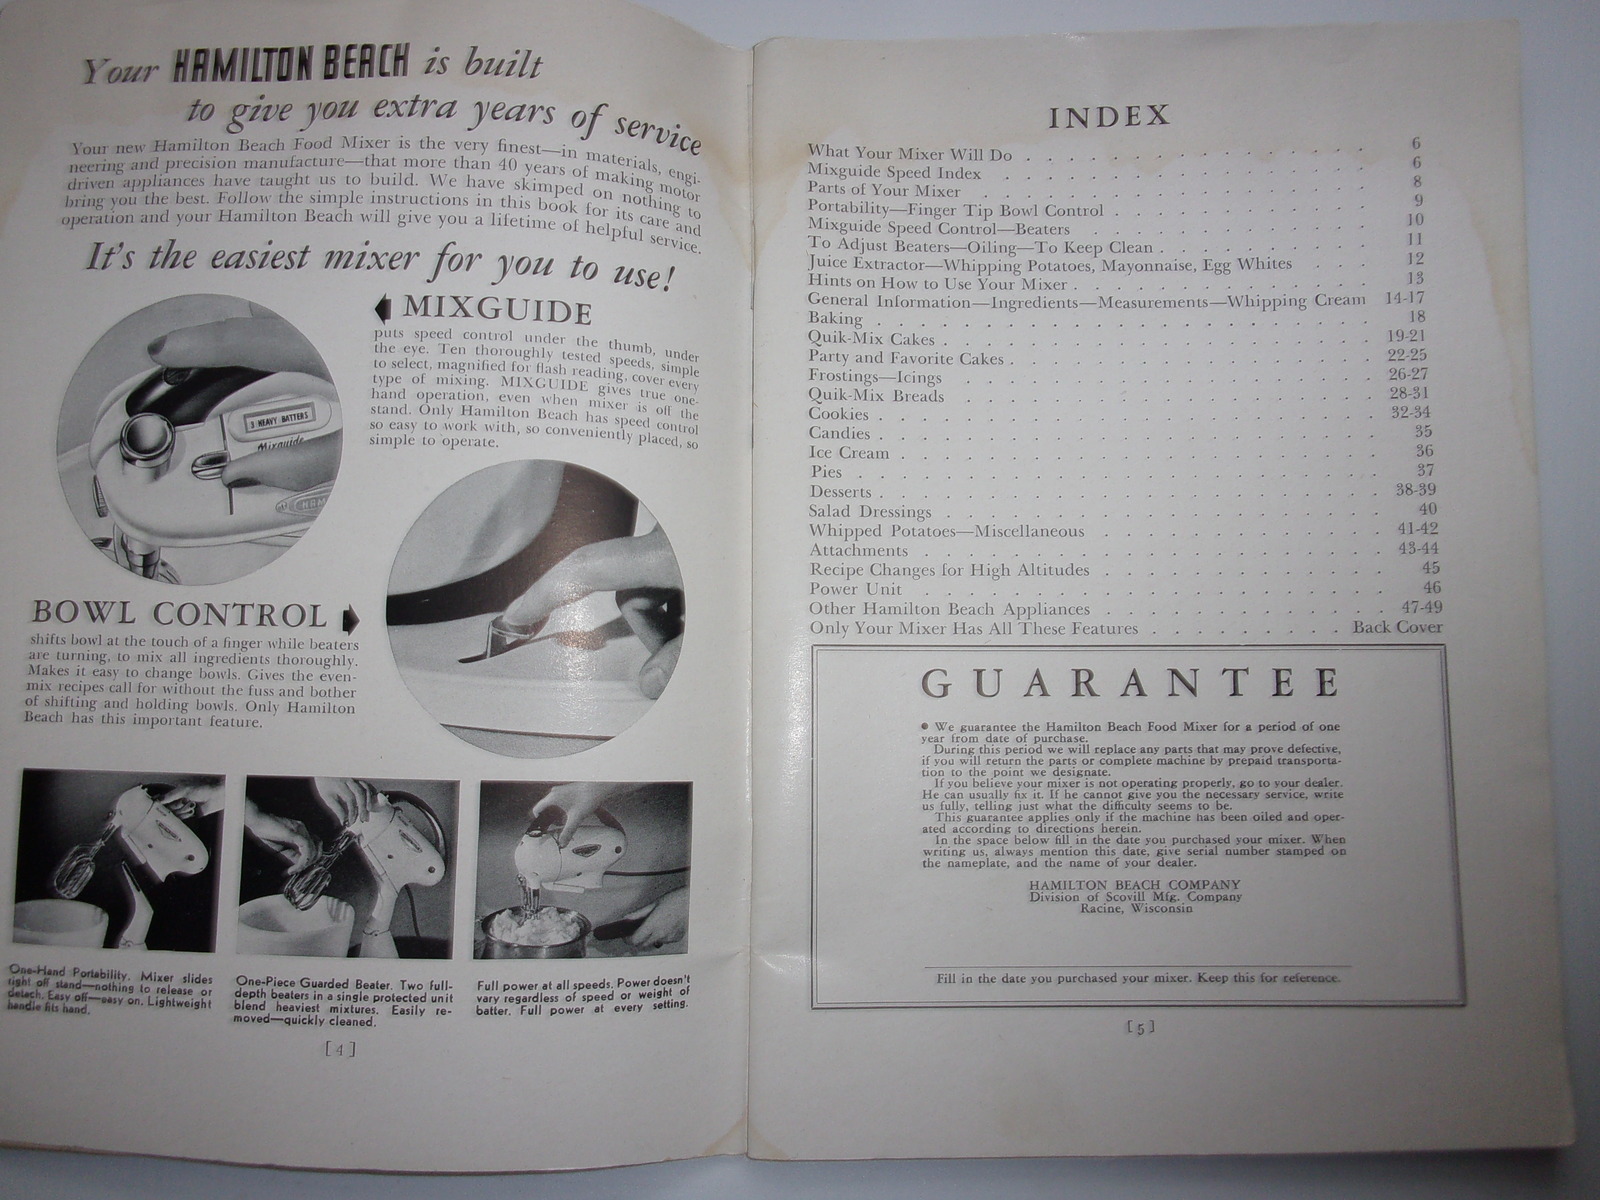 Your HAMILTON BEACH is built
to give you extra years of service
Your new Hamilton Beach Food Mixer is the very finest—in materials, engi-
neering and precision manufacture—that more than 40 years of making motor
driven appliances have taught us to build. We have skimped on nothing to
bring you the best. Follow the simple instructions in this book for its care and
operation and your Hamilton Beach will give you a lifetime of helpful service.
It's the easiest mixer for you to use!
MIXGUIDE
puts speed control under the thumb, under
the eye. Ten thoroughly tested speeds, simple
to select, magnified for flash reading, cover every
type of mixing. MIXGUIDE gives true one-
hand operation, even when mixer is off the
stand. Only Hamilton Beach has speed control
so easy to work with, so conveniently placed, so
simple to operate.
3 HEAVY BATTERS
Mixguide
HAM
BOWL CONTROL
shifts bowl at the touch of a finger while beaters
are turning, to mix all ingredients thoroughly.
Makes it easy to change bowls. Gives the even-
mix recipes call for without the fuss and bother
of shifting and holding bowls. Only Hamilton
Beach has this important feature.
One-Hand Portability. Mixer slides
right off stand—nothing to release or
detach. Easy off—easy on. Lightweight
handle fits hand.
One-Piece Guarded Beater. Two full-
depth beaters in a single protected unit
blend heaviest mixtures. Easily re-
moved—quickly cleaned.
Full power at all speeds. Power doesn't
vary regardless of speed or weight of
batter. Full power at every setting.
[4]
INDEX
What Your Mixer Will Do . . . . . . . . . . . . . . . 6
Mixguide Speed Index . . . . . . . . . . . . . . . . 6
Parts of Your Mixer . . . . . . . . . . . . . . . . . 8
Portability—Finger Tip Bowl Control . . . . . . . . . . . 9
Mixguide Speed Control—Beaters . . . . . . . . . . . . 10
To Adjust Beaters—Oiling—To Keep Clean . . . . . . . . . 11
Juice Extractor—Whipping Potatoes, Mayonnaise, Egg Whites . . . 12
Hints on How to Use Your Mixer . . . . . . . . . . . . . 13
General Information—Ingredients—Measurements—Whipping Cream 14-17
Baking . . . . . . . . . . . . . . . . . . . . . 18
Quik-Mix Cakes . . . . . . . . . . . . . . . . . . 19-21
Party and Favorite Cakes . . . . . . . . . . . . . . . 22-25
Frostings—Icings . . . . . . . . . . . . . . . . . 26-27
Quik-Mix Breads . . . . . . . . . . . . . . . . . 28-31
Cookies . . . . . . . . . . . . . . . . . . . . 32-34
Candies . . . . . . . . . . . . . . . . . . . . 35
Ice Cream . . . . . . . . . . . . . . . . . . . 36
Pies . . . . . . . . . . . . . . . . . . . . . 37
Desserts . . . . . . . . . . . . . . . . . . . . 38-39
Salad Dressings . . . . . . . . . . . . . . . . . . 40
Whipped Potatoes—Miscellaneous . . . . . . . . . . . . 41-42
Attachments . . . . . . . . . . . . . . . . . . . 43-44
Recipe Changes for High Altitudes . . . . . . . . . . . . 45
Power Unit . . . . . . . . . . . . . . . . . . . 46
Other Hamilton Beach Appliances . . . . . . . . . . . . 47-49
Only Your Mixer Has All These Features . . . . . . . . Back Cover
GUARANTEE
• We guarantee the Hamilton Beach Food Mixer for a period of one
year from date of purchase.
During this period we will replace any parts that may prove defective,
if you will return the parts or complete machine by prepaid transporta-
tion to the point we designate.
If you believe your mixer is not operating properly, go to your dealer.
He can usually fix it. If he cannot give you the necessary service, write
us fully, telling just what the difficulty seems to be.
This guarantee applies only if the machine has been oiled and oper-
ated according to directions herein.
In the space below fill in the date you purchased your mixer. When
writing us, always mention this date, give serial number stamped on
the nameplate, and the name of your dealer.
HAMILTON BEACH COMPANY
Division of Scovill Mfg. Company
Racine, Wisconsin
Fill in the date you purchased your mixer. Keep this for reference.
[5]